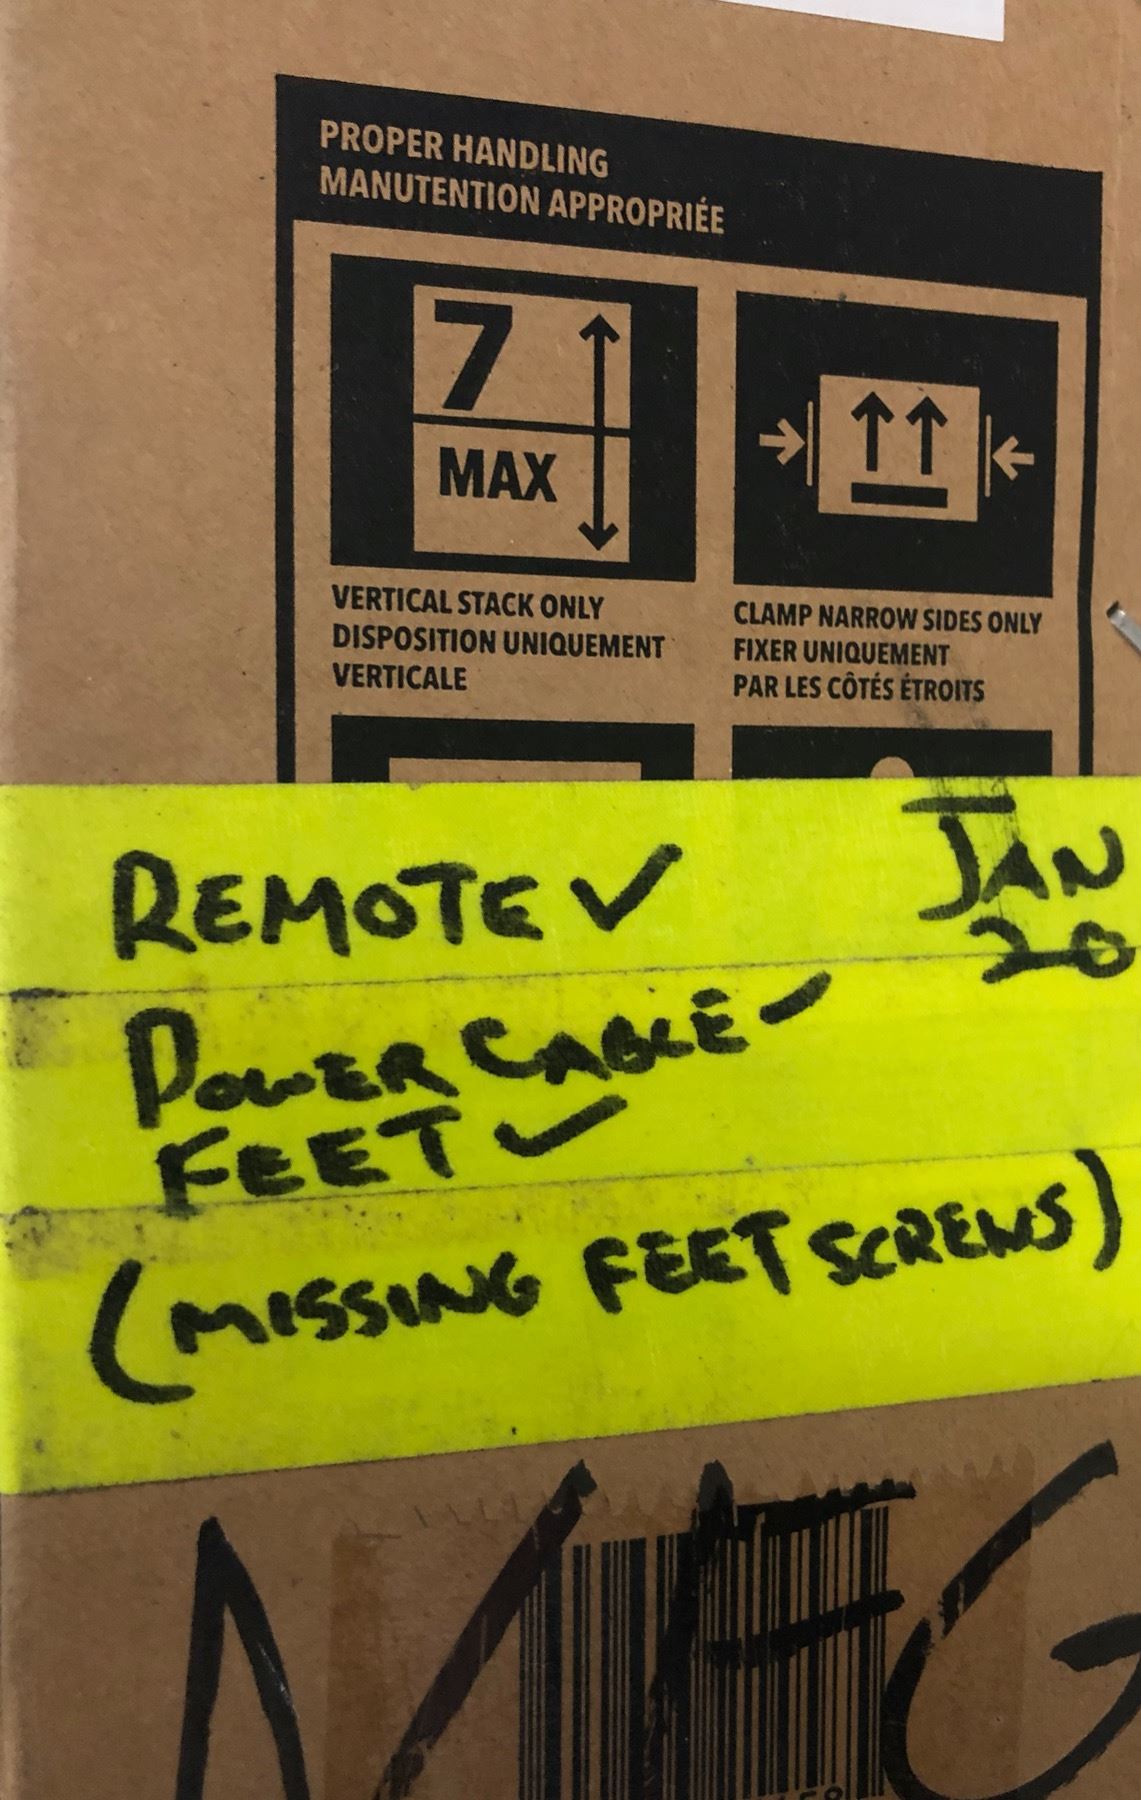 PROPER HANDLING
MANUTENTION APPROPRIÉE
7
MAX
VERTICAL STACK ONLY
DISPOSITION UNIQUEMENT
VERTICALE
CLAMP NARROW SIDES ONLY
FIXER UNIQUEMENT
PAR LES CÔTÉS ÉTROITS
REMOTE ✓
JAN
20
POWER CABLE ✓
FEET ✓
(MISSING FEET SCREWS)